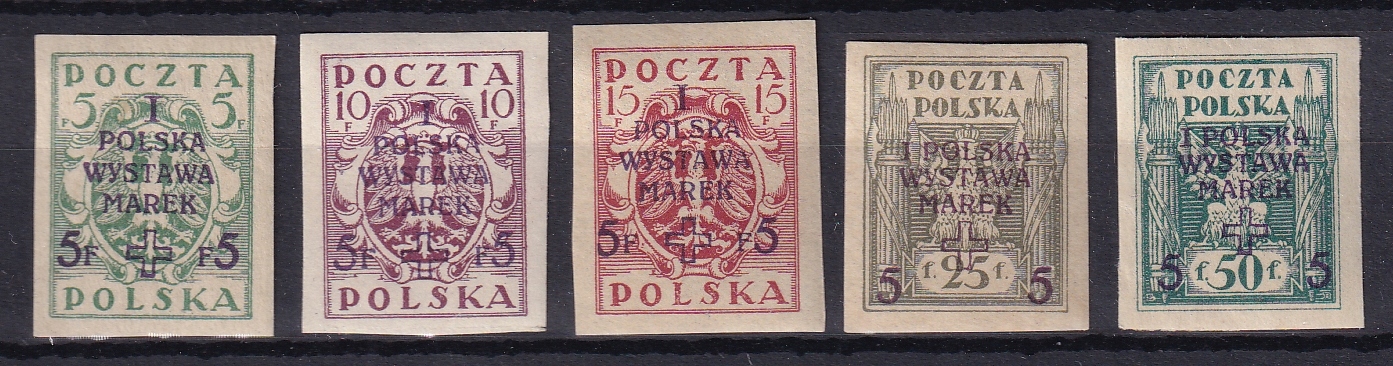 POCZTA
5 F 5 F
I
POLSKA
WYSTAWA
MAREK
5F F5
POLSKA
POCZTA
10 F 10 F
I
POLSKA
WYSTAWA
MAREK
5F F5
POLSKA
POCZTA
15 F 15 F
I
POLSKA
WYSTAWA
MAREK
5F F5
POLSKA
POCZTA
POLSKA
I POLSKA
WYSTAWA
MAREK
5 5
f. 25 f.
POCZTA
POLSKA
I POLSKA
WYSTAWA
MAREK
5 5
f. 50 f.